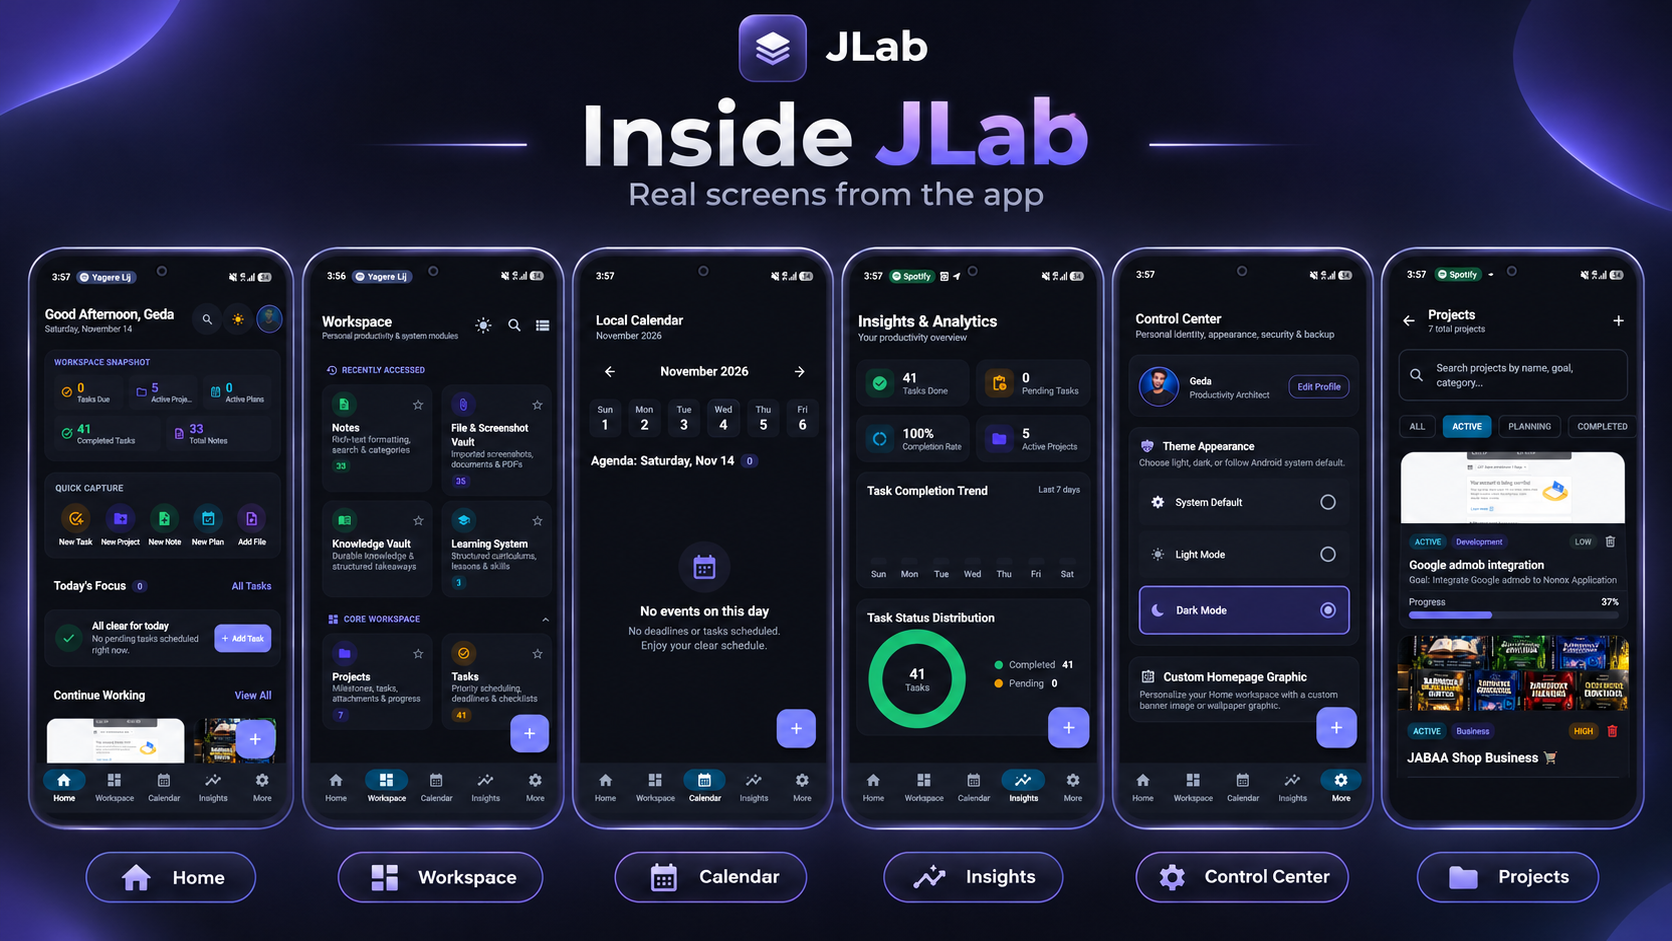 JLab
Inside JLab
Real screens from the app
3:57 Yagere Lij 34
Good Afternoon, Geda
Saturday, November 14
WORKSPACE SNAPSHOT
0 Tasks Due
5 Active Proje...
0 Active Plans
41 Completed Tasks
33 Total Notes
QUICK CAPTURE
New Task New Project New Note New Plan Add File
Today's Focus 0 All Tasks
All clear for today
No pending tasks scheduled
right now.
+ Add Task
Continue Working View All
Home Workspace Calendar Insights More
3:56 Yagere Lij 34
Workspace
Personal productivity & system modules
RECENTLY ACCESSED
Notes
Rich-text formatting,
search & categories
33
File & Screenshot
Vault
Imported screenshots,
documents & PDFs
35
Knowledge Vault
Durable knowledge &
structured takeaways
Learning System
Structured curriculums,
lessons & skills
3
CORE WORKSPACE
Projects
Milestones, tasks,
attachments & progress
7
Tasks
Priority scheduling,
deadlines & checklists
41
Home Workspace Calendar Insights More
3:57 34
Local Calendar
November 2026
November 2026
Sun Mon Tue Wed Thu Fri
1 2 3 4 5 6
Agenda: Saturday, Nov 14 0
No events on this day
No deadlines or tasks scheduled.
Enjoy your clear schedule.
Home Workspace Calendar Insights More
3:57 Spotify 34
Insights & Analytics
Your productivity overview
41 Tasks Done
0 Pending Tasks
100% Completion Rate
5 Active Projects
Task Completion Trend Last 7 days
Sun Mon Tue Wed Thu Fri Sat
Task Status Distribution
41
Tasks
Completed 41
Pending 0
Home Workspace Calendar Insights More
3:57 34
Control Center
Personal identity, appearance, security & backup
Geda
Productivity Architect
Edit Profile
Theme Appearance
Choose light, dark, or follow Android system default.
System Default
Light Mode
Dark Mode
Custom Homepage Graphic
Personalize your Home workspace with a custom
banner image or wallpaper graphic.
Home Workspace Calendar Insights More
3:57 Spotify 34
Projects
7 total projects
Search projects by name, goal,
category...
ALL ACTIVE PLANNING COMPLETED
ACTIVE Development LOW
Google admob integration
Goal: Integrate Google admob to Nonox Application
Progress 37%
ACTIVE Business HIGH
JABAA Shop Business 🛒
Home
Workspace
Calendar
Insights
Control Center
Projects